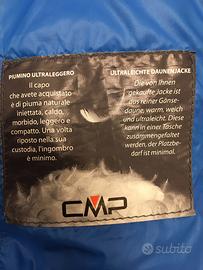 PIUMINO ULTRALEGGERO
Il capo
che avete acquistato
è di piuma naturale
iniettata, caldo,
morbido, leggero e
compatto. Una volta
riposto nella sua
custodia, l'ingombro
è minimo.
ULTRALEICHTE DAUNENJACKE
Die von Ihnen
gekaufte Jacke ist
aus reiner Gänse-
daune, warm, weich
und ultraleicht. Diese
kann in einer Tasche
zusammengefaltet
werden, der Platzbe-
darf ist minimal.
CMP
subito